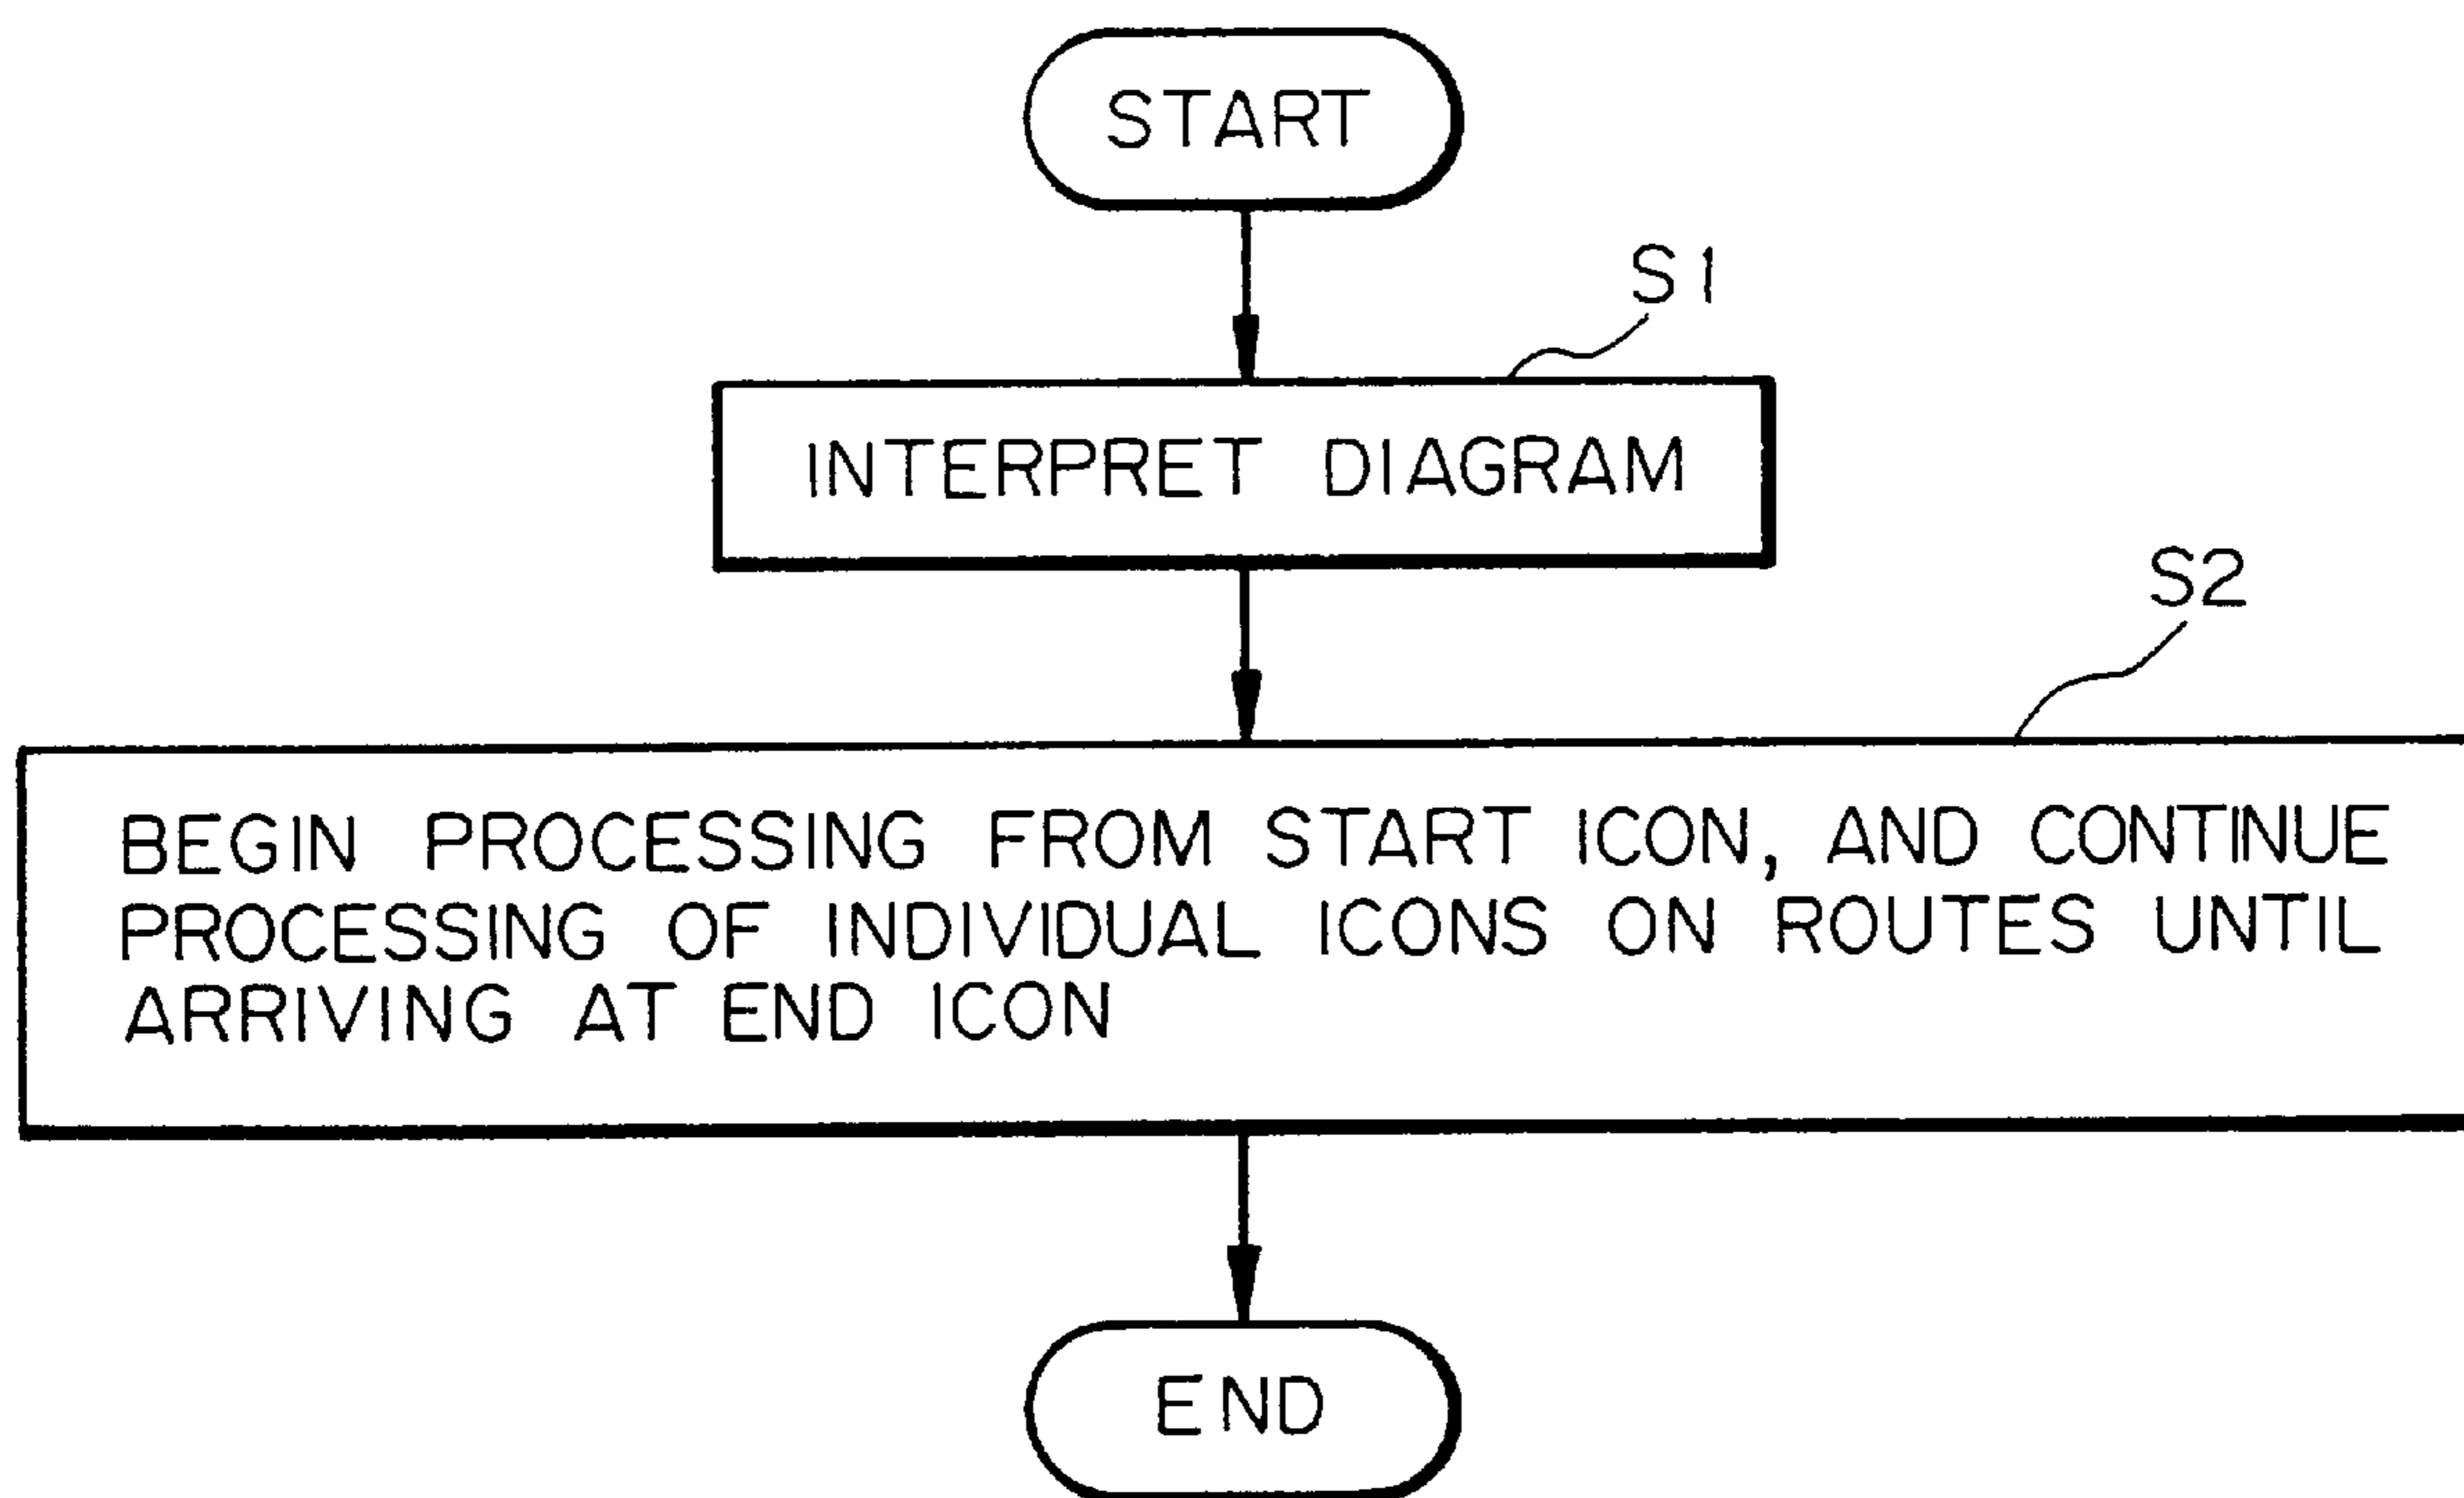 START
S1
INTERPRET DIAGRAM
S2
BEGIN PROCESSING FROM START ICON, AND CONTINUE
PROCESSING OF INDIVIDUAL ICONS ON ROUTES UNTIL
ARRIVING AT END ICON
END